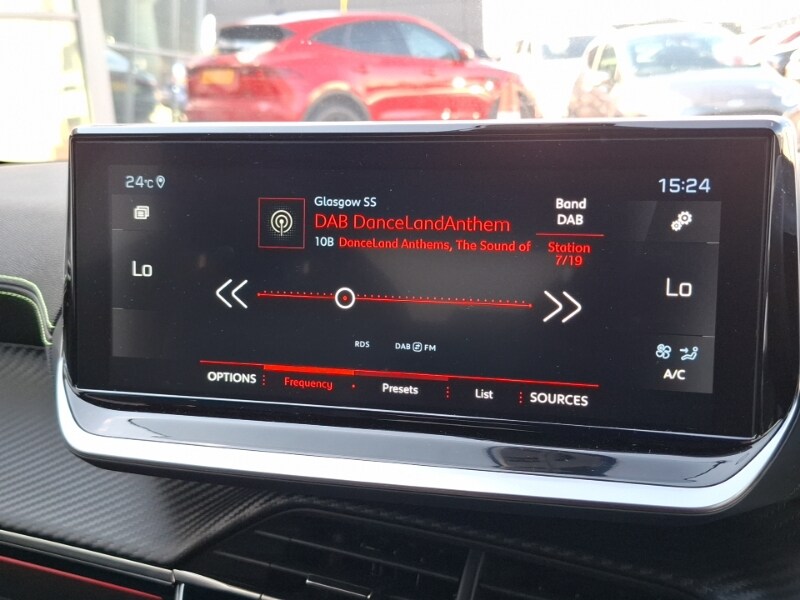 24°C
15:24
Glasgow SS
DAB DanceLandAnthem
10B DanceLand Anthems, The Sound of
Band
DAB
Station
7/19
Lo
Lo
RDS
DAB FM
A/C
OPTIONS
Frequency
Presets
List
SOURCES